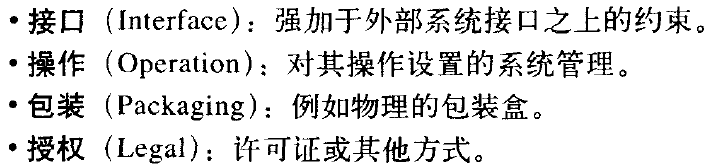 • 接口（Interface）：强加于外部系统接口之上的约束。
• 操作（Operation）：对其操作设置的系统管理。
• 包装（Packaging）：例如物理的包装盒。
• 授权（Legal）：许可证或其他方式。